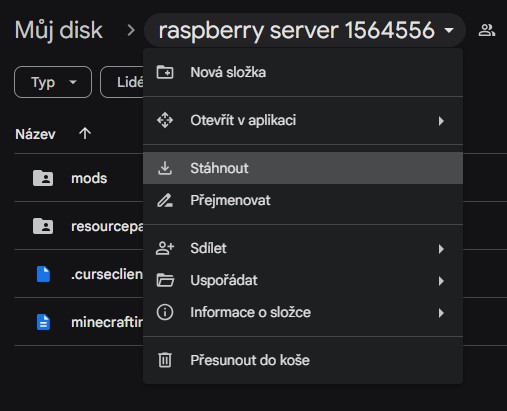 Můj disk > raspberry server 1564556
Nová složka
Typ Lidé
Otevřít v aplikaci
Název
Stáhnout
mods
Přejmenovat
resourcepa
Sdílet
.curseclien
Uspořádat
Informace o složce
minecraftin
Přesunout do koše